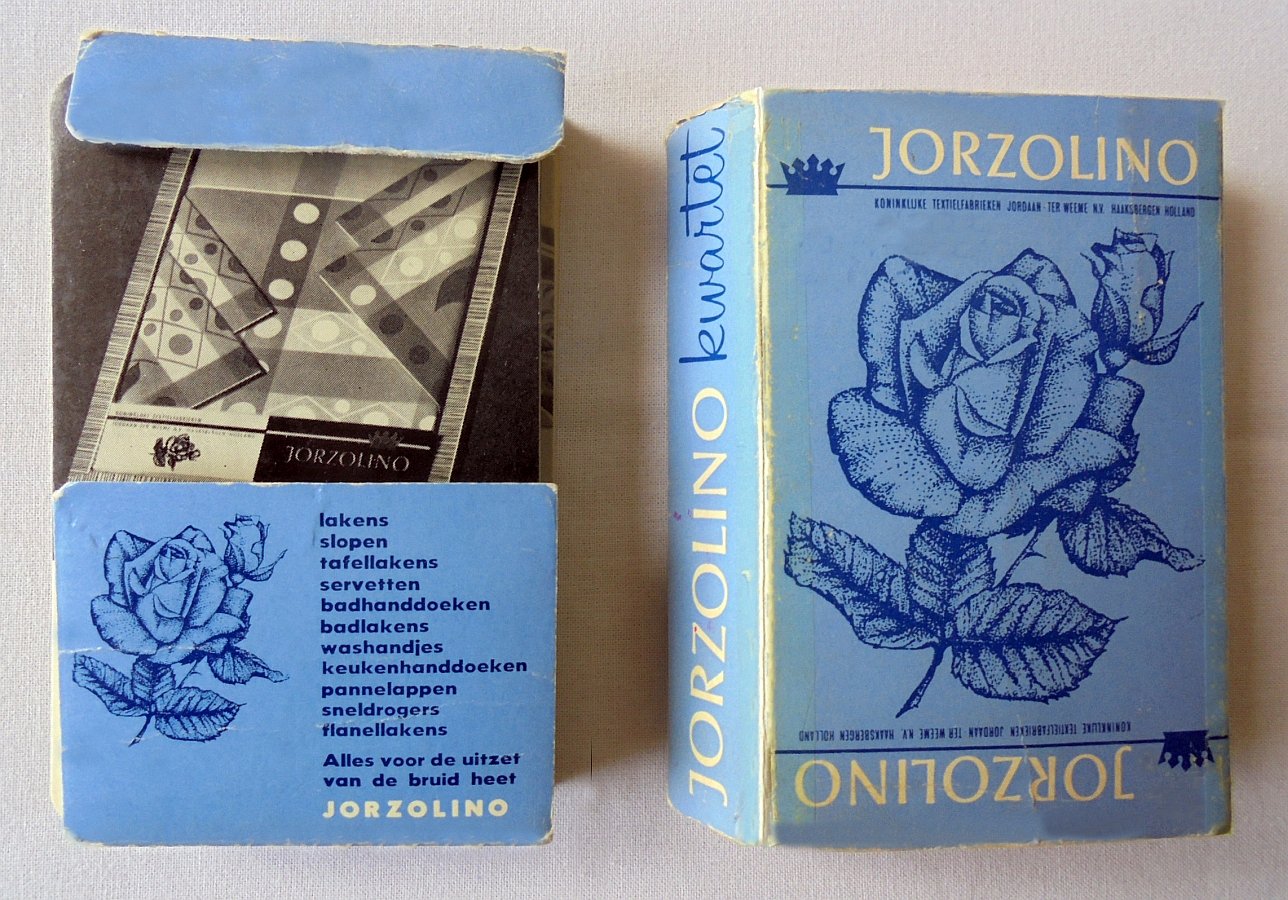 JORZOLINO
lakens
slopen
tafellakens
servetten
badhanddoeken
badlakens
washandjes
keukenhanddoeken
pannelappen
sneldrogers
flanellakens
Alles voor de uitzet
van de bruid heet
JORZOLINO
JORZOLINO kwartet
JORZOLINO
KONINKLIJKE TEXTIELFABRIEKEN JORDAAN-TER WEEME N.V. HAAKSBERGEN HOLLAND
KONINKLIJKE TEXTIELFABRIEKEN JORDAAN-TER WEEME N.V. HAAKSBERGEN HOLLAND
JORZOLINO